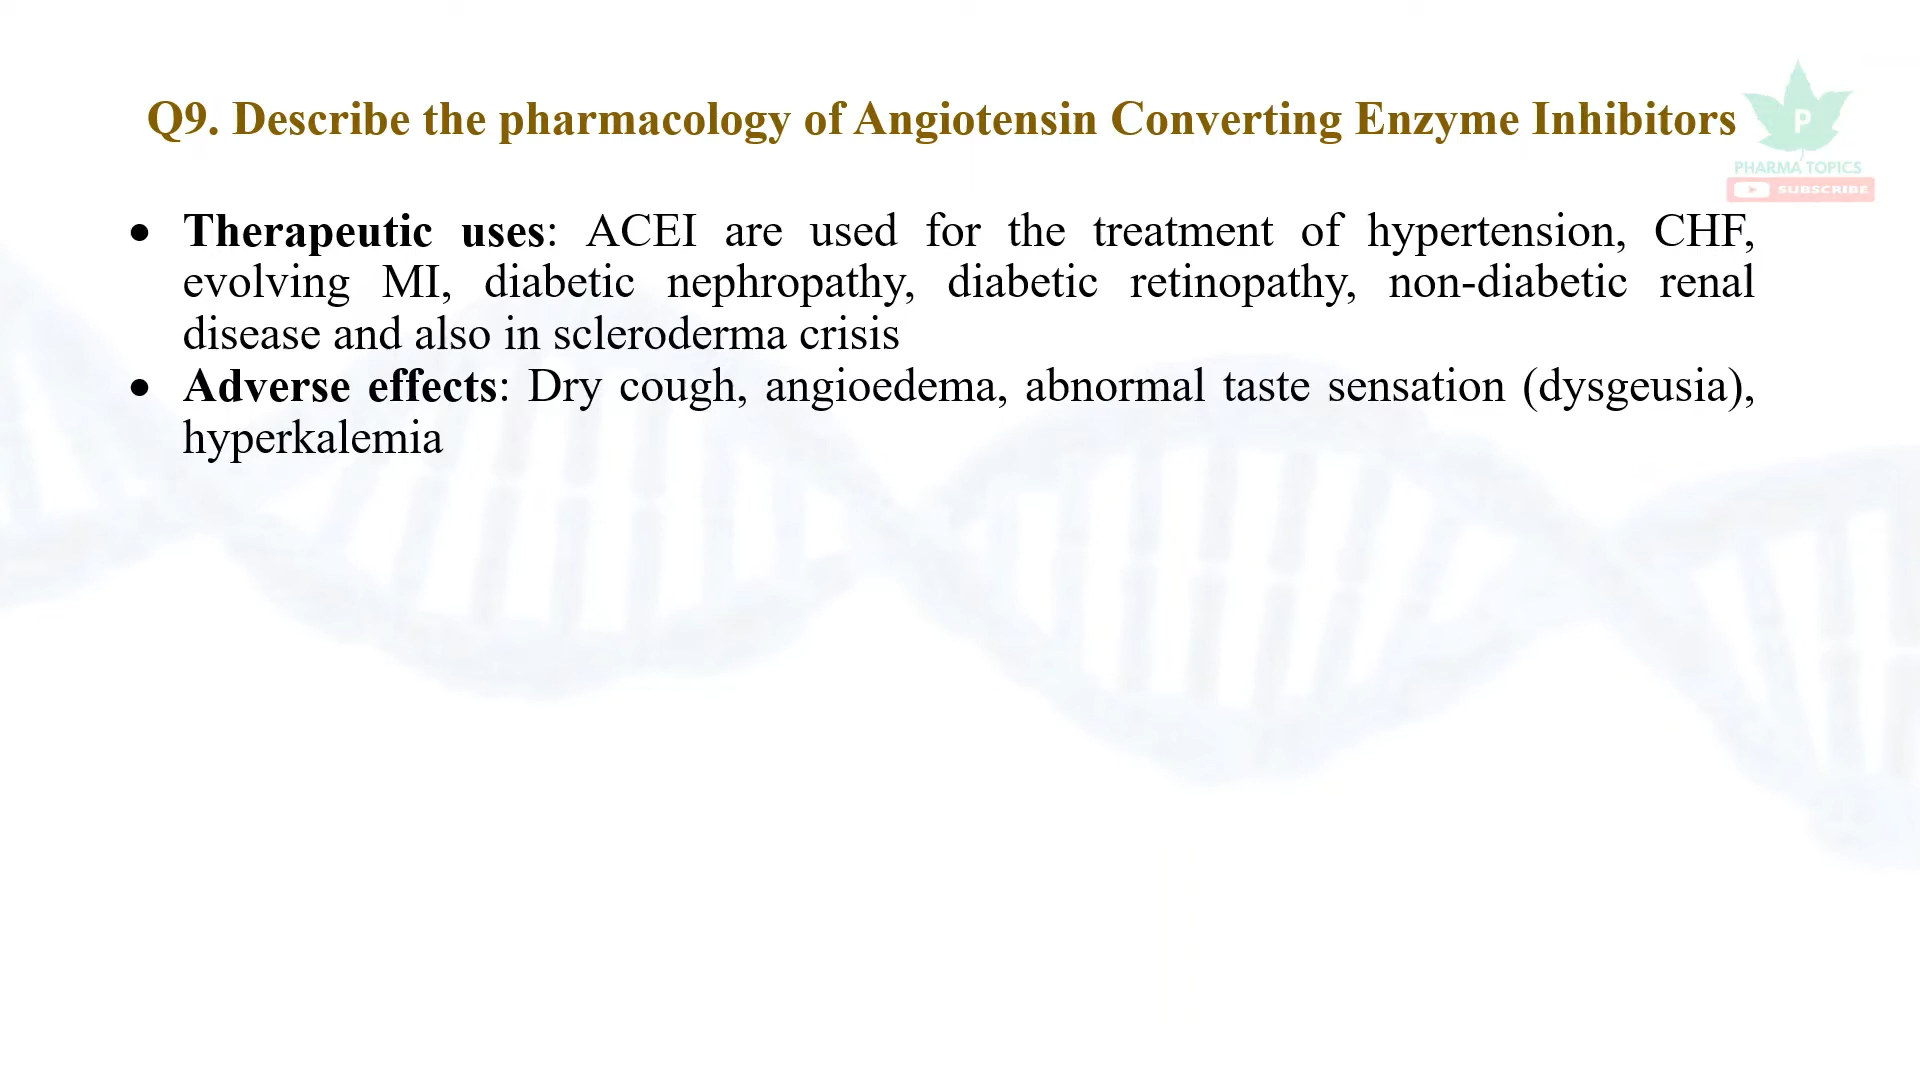 Q9. Describe the pharmacology of Angiotensin Converting Enzyme Inhibitors
P
PHARMA TOPICS
SUBSCRIBE
• Therapeutic uses: ACEI are used for the treatment of hypertension, CHF,
evolving MI, diabetic nephropathy, diabetic retinopathy, non-diabetic renal
disease and also in scleroderma crisis
• Adverse effects: Dry cough, angioedema, abnormal taste sensation (dysgeusia),
hyperkalemia